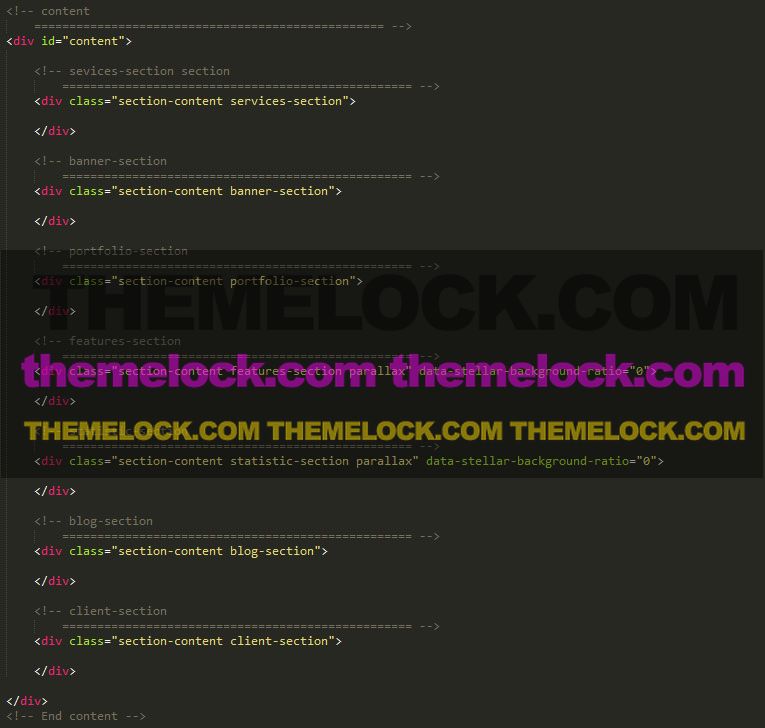 <!-- content
================================================== -->
<div id="content">
<!-- sevices-section section
================================================== -->
<div class="section-content services-section">
</div>
<!-- banner-section
================================================== -->
<div class="section-content banner-section">
</div>
<!-- portfolio-section
================================================== -->
<div class="section-content portfolio-section">
THEMELOCK.COM
</div>
<!-- features-section
================================================== -->
<div class="section-content features-section parallax" data-stellar-background-ratio="0">
themelock.com themelock.com
</div>
THEMELOCK.COM THEMELOCK.COM THEMELOCK.COM
================================================== -->
<div class="section-content statistic-section parallax" data-stellar-background-ratio="0">
</div>
<!-- blog-section
================================================== -->
<div class="section-content blog-section">
</div>
<!-- client-section
================================================== -->
<div class="section-content client-section">
</div>
</div>
<!-- End content -->